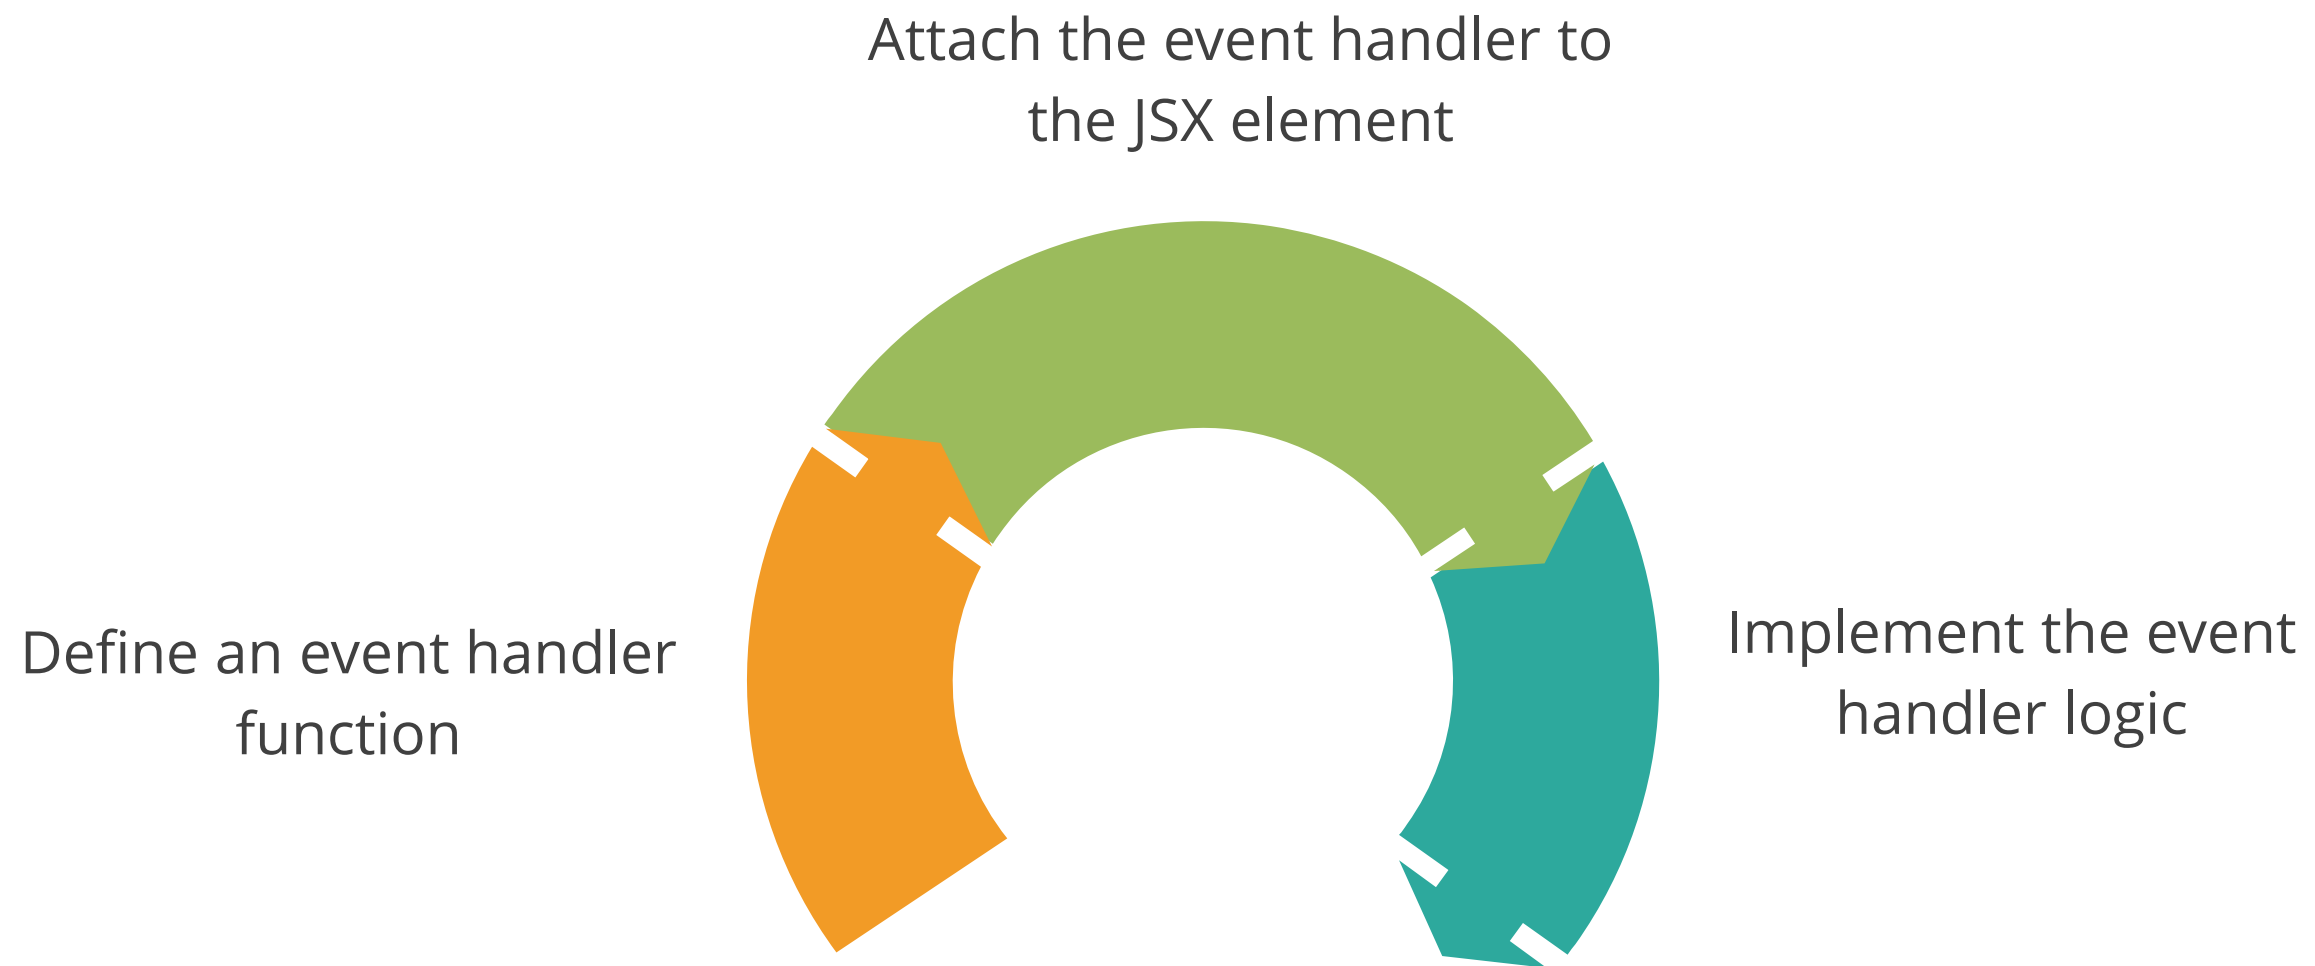 Attach the event handler to
the JSX element
Define an event handler
function
Implement the event
handler logic